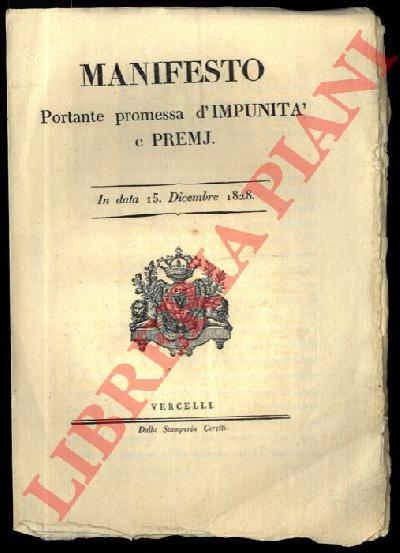 MANIFESTO
Portante promessa d'IMPUNITA'
e PREMJ.
In data 15. Dicembre 1828.
VERCELLI.
Dalla Stamperia Ceretti.
LIBRERIA PIANI